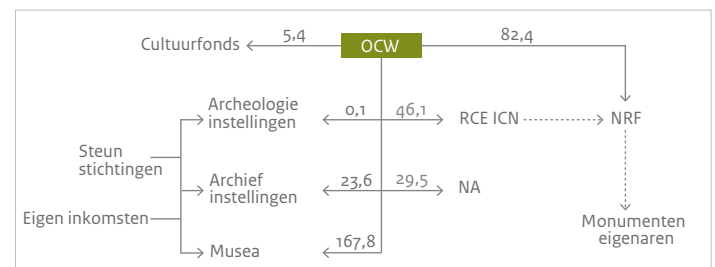 Cultuurfonds
5,4
OCW
82,4
Archeologie
instellingen
0,1
46,1
RCE ICN
NRF
Steun
stichtingen
Archief
instellingen
23,6
29,5
NA
Eigen inkomsten
Monumenten
eigenaren
Musea
167,8